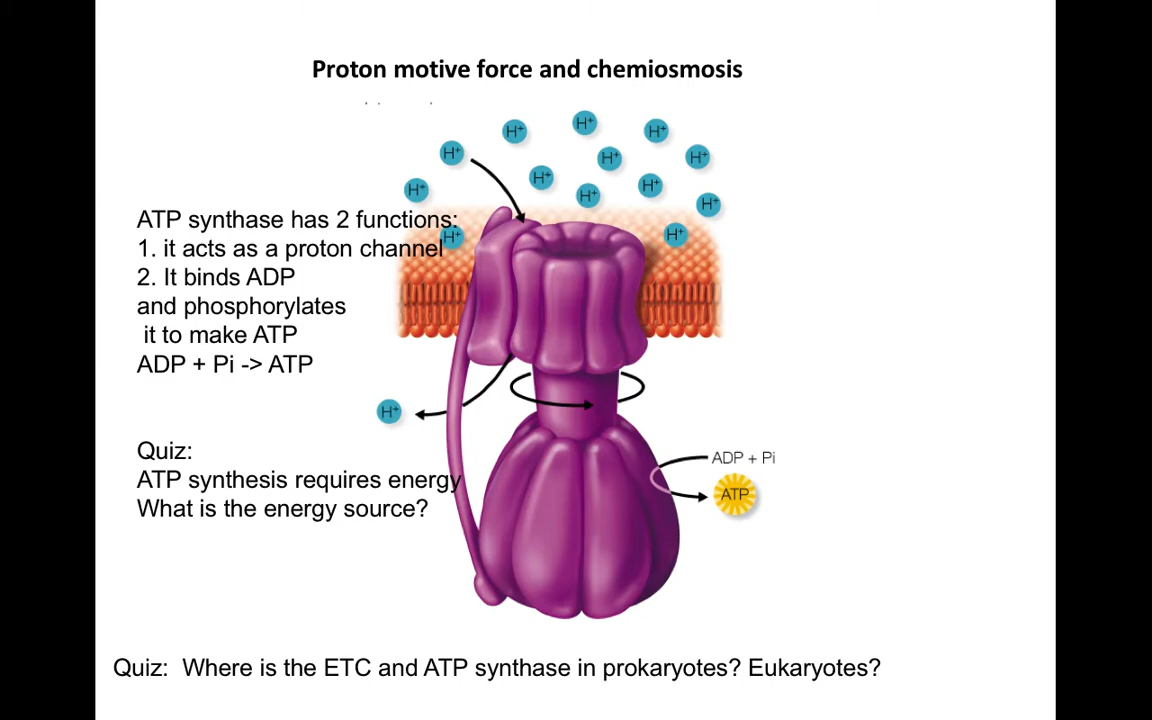 Proton motive force and chemiosmosis
H⁺
H⁺
H⁺
H⁺
H⁺
H⁺
H⁺
H⁺
H⁺
H⁺
H⁺
ATP synthase has 2 functions:
H⁺
H⁺
1. it acts as a proton channel
2. It binds ADP
and phosphorylates
it to make ATP
ADP + Pi -> ATP
H⁺
Quiz:
ATP synthesis requires energy
What is the energy source?
ADP + Pi
ATP
Quiz: Where is the ETC and ATP synthase in prokaryotes? Eukaryotes?